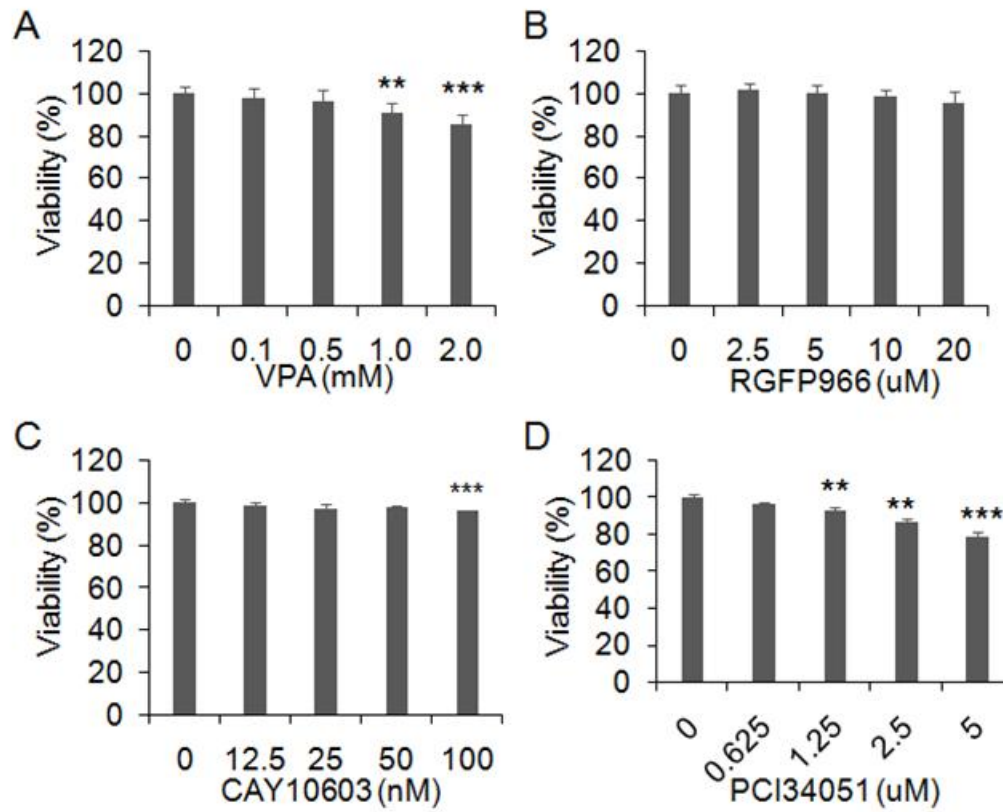 A
Viability (%)
120
100
80
60
40
20
0
** ***
0 0.1 0.5 1.0 2.0
VPA (mM)
B
Viability (%)
120
100
80
60
40
20
0
0 2.5 5 10 20
RGFP966 (uM)
C
Viability (%)
120
100
80
60
40
20
0
***
0 12.5 25 50 100
CAY10603 (nM)
D
Viability (%)
120
100
80
60
40
20
0
** ** ***
0 0.625 1.25 2.5 5
PCI34051 (uM)